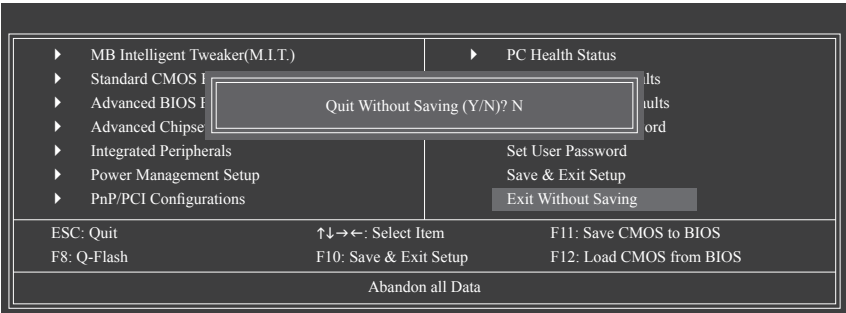 MB Intelligent Tweaker(M.I.T.)
Standard CMOS
Advanced BIOS
Advanced
Integrated Peripherals
Power Management Setup
PnP/PCI Configurations
PC Health Status
Set User Password
Save & Exit Setup
Exit Without Saving
Quit Without Saving (Y/N)? N
ESC: Quit ↑↓→←: Select Item F11: Save CMOS to BIOS
F8: Q-Flash F10: Save & Exit Setup F12: Load CMOS from BIOS
Abandon all Data